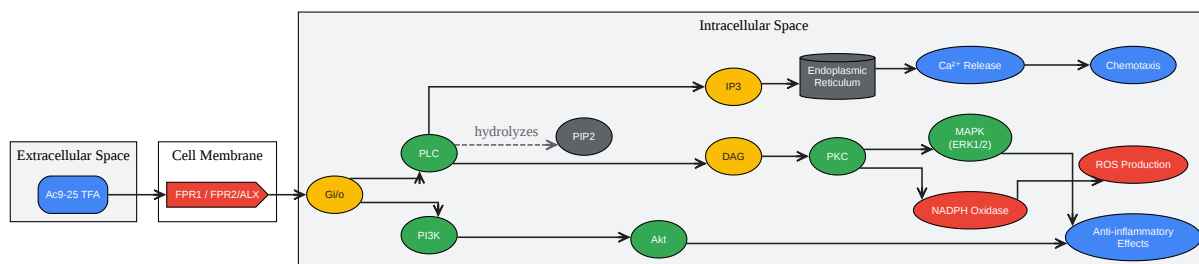 Intracellular Space
Extracellular Space
Cell Membrane
Ac9-25 TFA
FPR1 / FPR2/ALX
Gi/o
PLC
hydrolyzes
PIP2
IP3
Endoplasmic
Reticulum
Ca²⁺ Release
Chemotaxis
DAG
PKC
MAPK
(ERK1/2)
NADPH Oxidase
ROS Production
PI3K
Akt
Anti-inflammatory
Effects